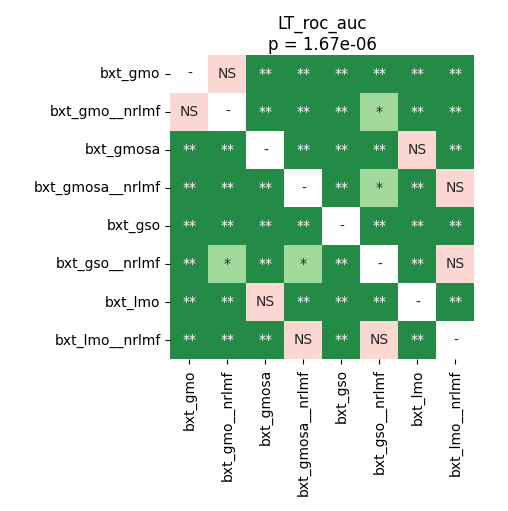 LT_roc_auc
p = 1.67e-06
bxt_gmo - NS ** ** ** ** ** **
bxt_gmo__nrlmf NS - ** ** ** * ** **
bxt_gmosa ** ** - ** ** ** NS **
bxt_gmosa__nrlmf ** ** ** - ** * ** NS
bxt_gso ** ** ** ** - ** ** **
bxt_gso__nrlmf ** * ** * ** - ** NS
bxt_lmo ** ** NS ** ** ** - **
bxt_lmo__nrlmf ** ** ** NS ** NS ** -
bxt_gmo
bxt_gmo__nrlmf
bxt_gmosa
bxt_gmosa__nrlmf
bxt_gso
bxt_gso__nrlmf
bxt_lmo
bxt_lmo__nrlmf